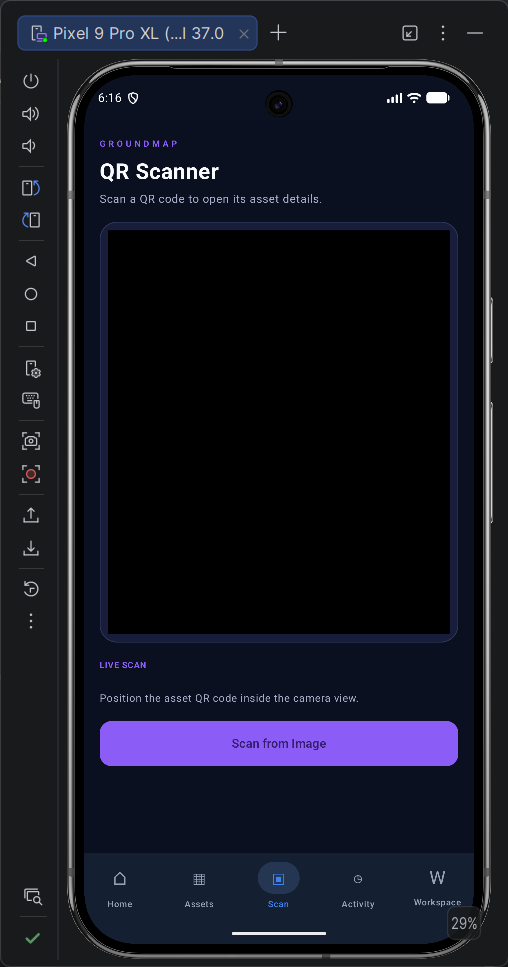 Pixel 9 Pro XL (...l 37.0
6:16
GROUNDMAP
QR Scanner
Scan a QR code to open its asset details.
LIVE SCAN
Position the asset QR code inside the camera view.
Scan from Image
Home
Assets
Scan
Activity
W
Workspace
29%